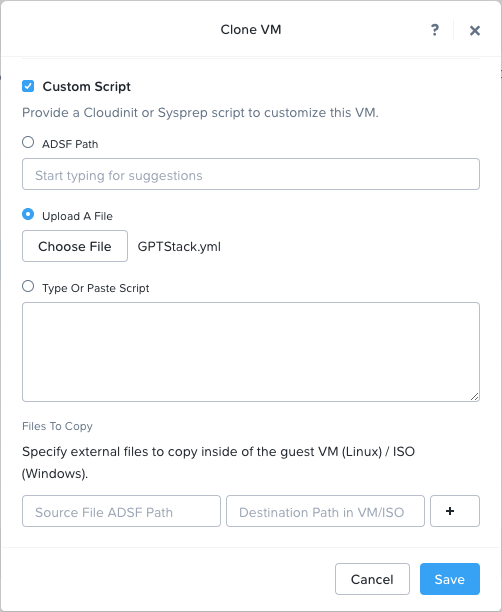 Clone VM
?
Custom Script
Provide a Cloudinit or Sysprep script to customize this VM.
ADSF Path
Start typing for suggestions
Upload A File
Choose File GPTStack.yml
Type Or Paste Script
Files To Copy
Specify external files to copy inside of the guest VM (Linux) / ISO
(Windows).
Source File ADSF Path Destination Path in VM/ISO +
Cancel Save